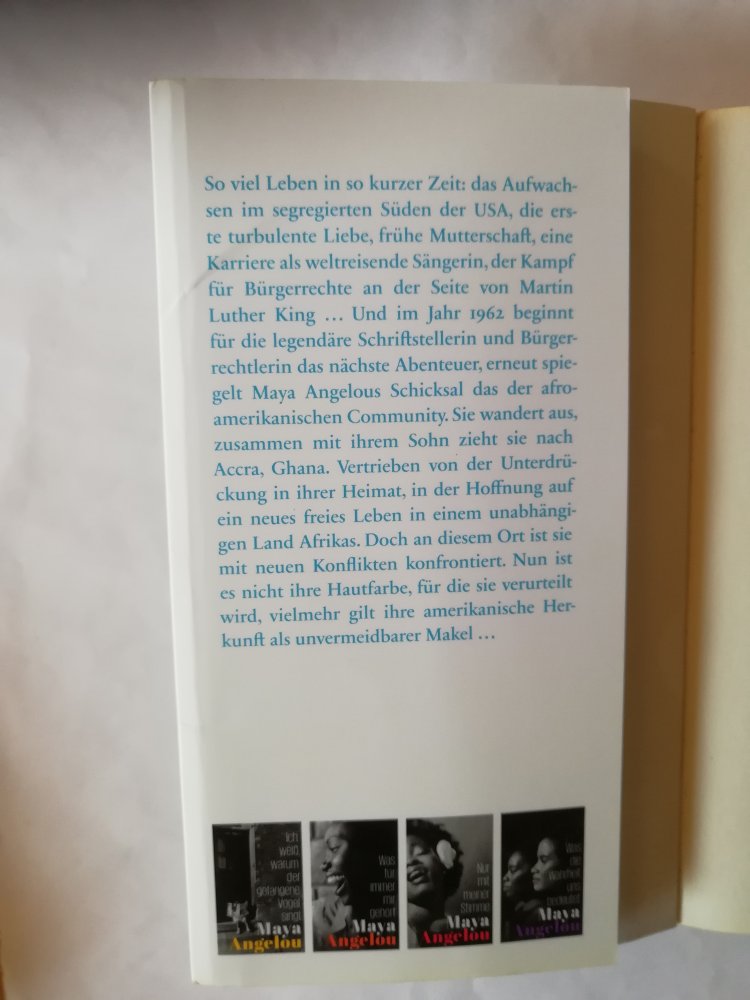 So viel Leben in so kurzer Zeit: das Aufwach-
sen im segregierten Süden der USA, die ers-
te turbulente Liebe, frühe Mutterschaft, eine
Karriere als weltreisende Sängerin, der Kampf
für Bürgerrechte an der Seite von Martin
Luther King ... Und im Jahr 1962 beginnt
für die legendäre Schriftstellerin und Bürger-
rechtlerin das nächste Abenteuer, erneut spie-
gelt Maya Angelous Schicksal das der afro-
amerikanischen Community. Sie wandert aus,
zusammen mit ihrem Sohn zieht sie nach
Accra, Ghana. Vertrieben von der Unterdrü-
ckung in ihrer Heimat, in der Hoffnung auf
ein neues freies Leben in einem unabhängi-
gen Land Afrikas. Doch an diesem Ort ist sie
mit neuen Konflikten konfrontiert. Nun ist
es nicht ihre Hautfarbe, für die sie verurteilt
wird, vielmehr gilt ihre amerikanische Her-
kunft als unvermeidbarer Makel ...
Ich
weiß,
warum
der
gefangene
Vogel
singt
Maya
Angelou
Was
für
immer
mir
gehört
Maya
Angelou
Nur
mit
meiner
Stimme
Maya
Angelou
Was
die
Wahrheit
uns
bedeutet
Maya
Angelou